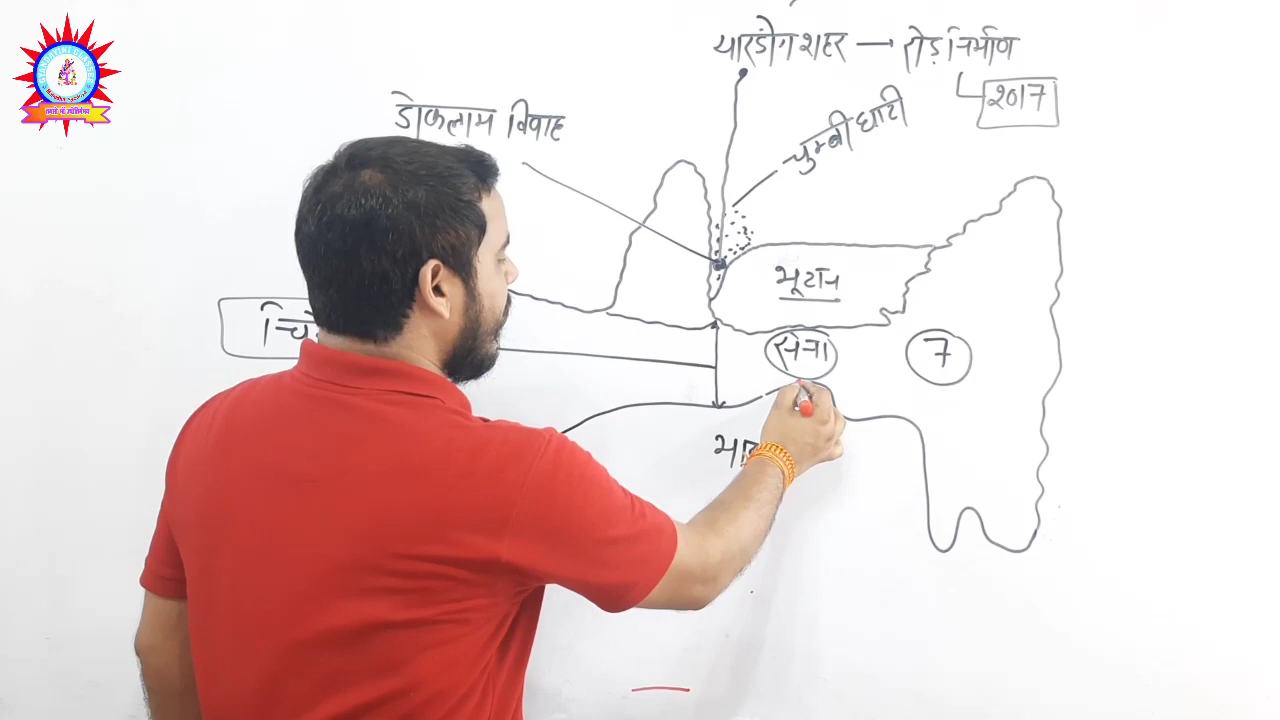 यारडोंग शहर → रोड़ निर्माण
2017
डोकलाम विवाद
चुम्बी घाटी
भूटान
सेना
7